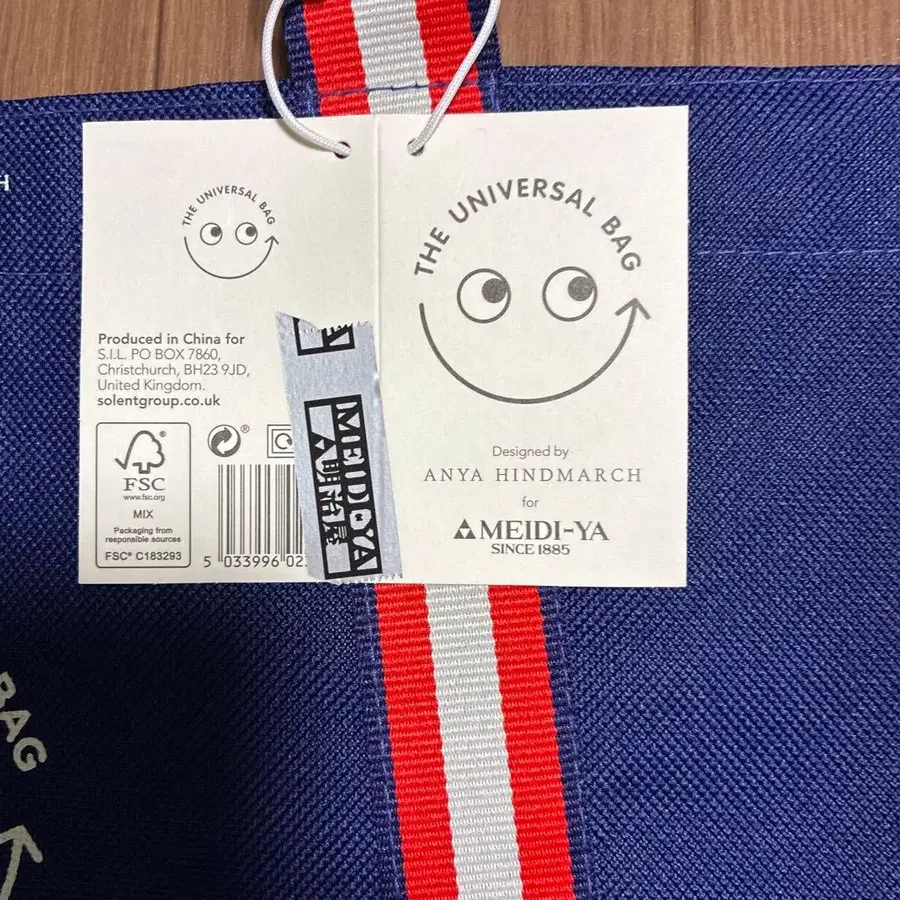 H
THE UNIVERSAL BAG
Produced in China for
S.I.L. PO BOX 7860,
Christchurch, BH23 9JD,
United Kingdom.
solentgroup.co.uk
FSC
www.fsc.org
MIX
Packaging from
responsible sources
FSC® C183293
®
5 033996 02
MEIDI-YA
明治屋
THE UNIVERSAL BAG
Designed by
ANYA HINDMARCH
for
MEIDI-YA
SINCE 1885
BAG